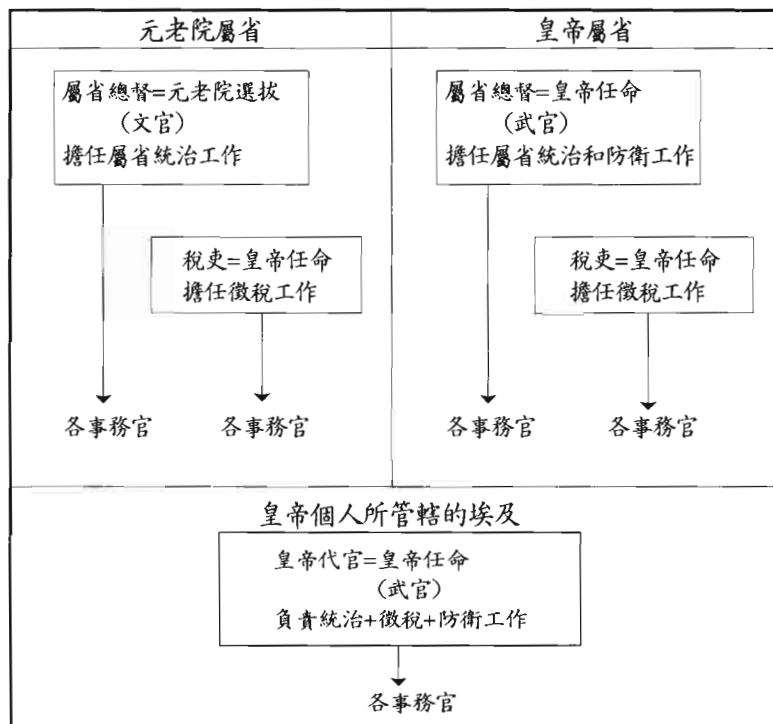 元老院屬省
屬省總督=元老院選拔
(文官)
擔任屬省統治工作
稅吏=皇帝任命
擔任徵稅工作
各事務官
各事務官
皇帝屬省
屬省總督=皇帝任命
(武官)
擔任屬省統治和防衛工作
稅吏=皇帝任命
擔任徵稅工作
各事務官
各事務官
皇帝個人所管轄的埃及
皇帝代官=皇帝任命
(武官)
負責統治+徵稅+防衛工作
各事務官